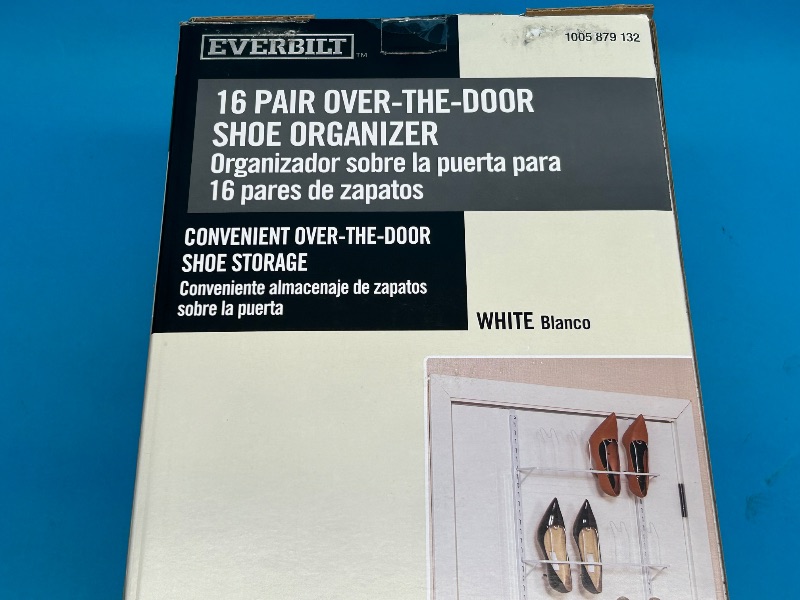 EVERBILT™
1005 879 132
16 PAIR OVER-THE-DOOR
SHOE ORGANIZER
Organizador sobre la puerta para
16 pares de zapatos
CONVENIENT OVER-THE-DOOR
SHOE STORAGE
Conveniente almacenaje de zapatos
sobre la puerta
WHITE Blanco